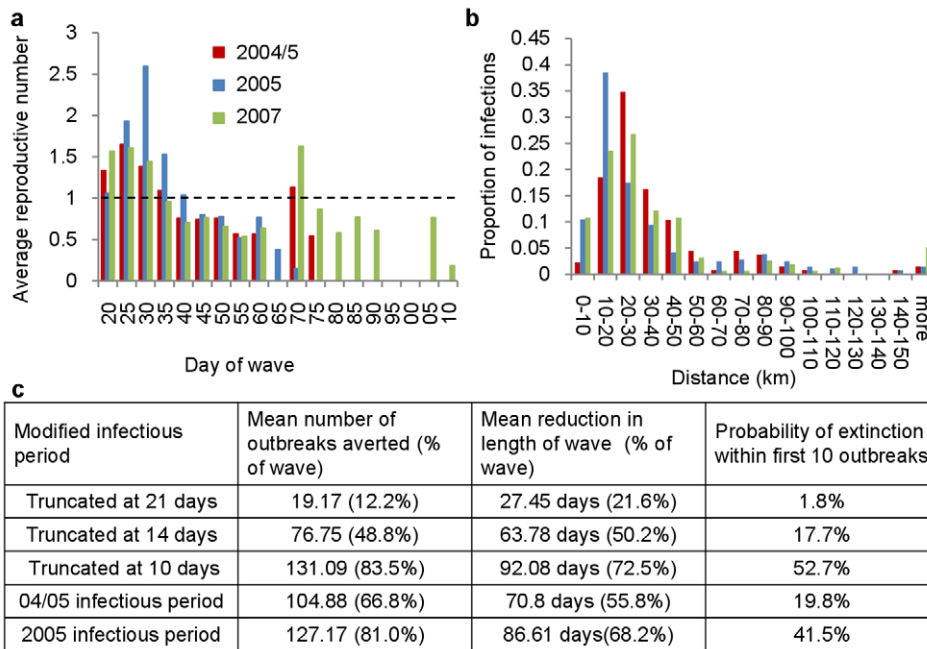 a
Average reproductive number
3
2.5
2
1.5
1
0.5
0
2004/5
2005
2007
20 25 30 35 40 45 50 55 60 65 70 75 80 85 90 95 00 05 10
Day of wave
b
Proportion of infections
0.45
0.4
0.35
0.3
0.25
0.2
0.15
0.1
0.05
0
0-10 10-20 20-30 30-40 40-50 50-60 60-70 70-80 80-90 90-100 100-110 110-120 120-130 130-140 140-150 more
Distance (km)
c
Modified infectious period
Mean number of outbreaks averted (% of wave)
Mean reduction in length of wave (% of wave)
Probability of extinction within first 10 outbreaks
Truncated at 21 days 19.17 (12.2%) 27.45 days (21.6%) 1.8%
Truncated at 14 days 76.75 (48.8%) 63.78 days (50.2%) 17.7%
Truncated at 10 days 131.09 (83.5%) 92.08 days (72.5%) 52.7%
04/05 infectious period 104.88 (66.8%) 70.8 days (55.8%) 19.8%
2005 infectious period 127.17 (81.0%) 86.61 days(68.2%) 41.5%